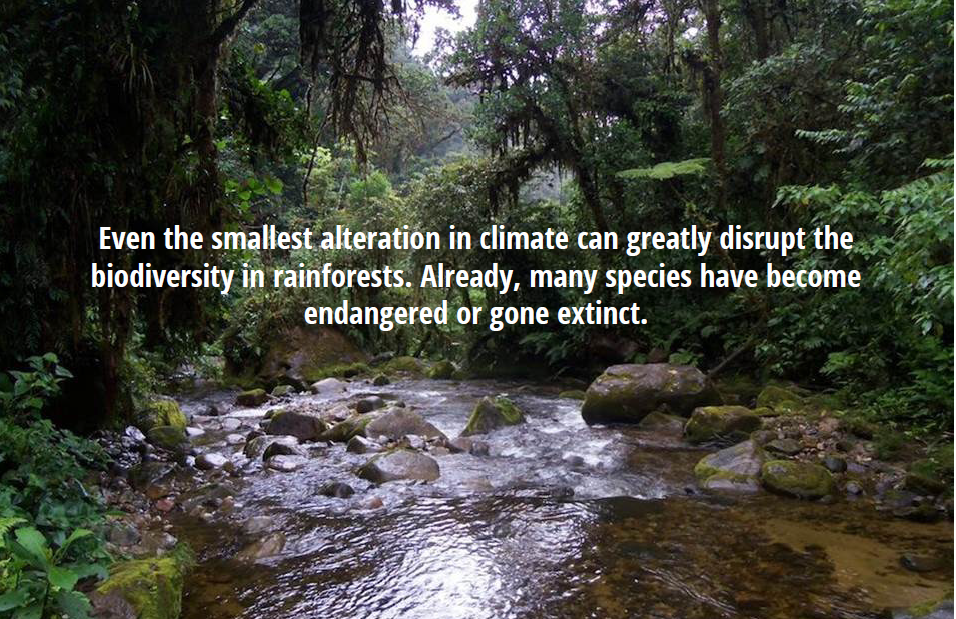 Even the smallest alteration in climate can greatly disrupt the
biodiversity in rainforests. Already, many species have become
endangered or gone extinct.